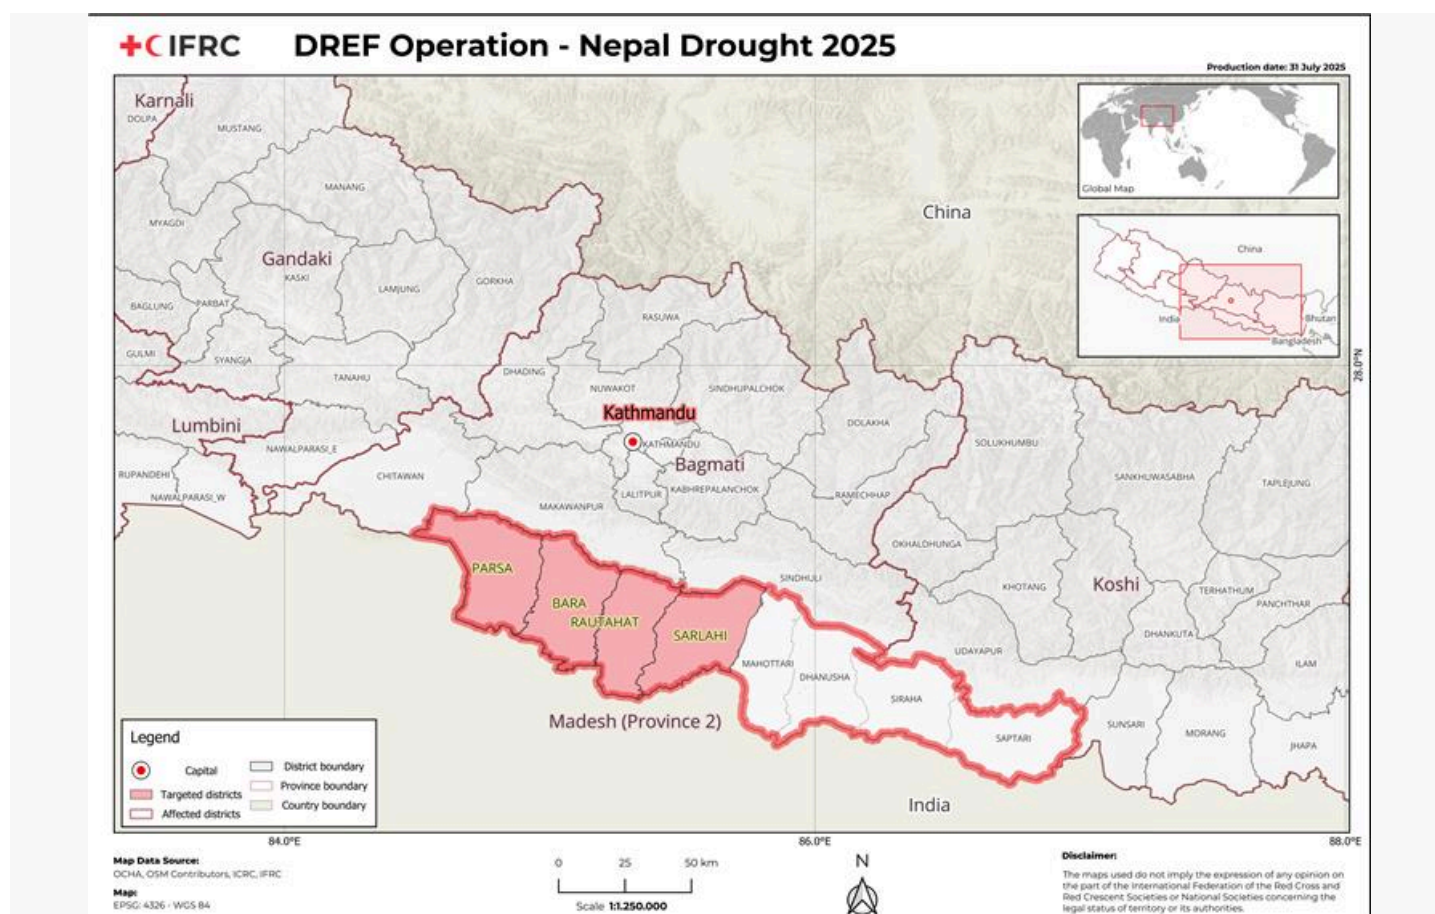 IFRC
DREF Operation - Nepal Drought 2025
Production date: 31 July 2025
Karnali
DOLPA
MUSTANG
MANANG
MYAGDI
Gandaki
KASKI
LAMJUNG
GORKHA
BAGLUNG
PARBAT
GULMI
SYANGJA
TANAHU
Lumbini
NAWALPARASI_E
RUPANDEHI
NAWALPARASI_W
CHITAWAN
RASUWA
DHADING
NUWAKOT
SINDHUPALCHOK
Kathmandu
KATHMANDU
Bagmati
LALITPUR
KABHREPALANCHOK
MAKAWANPUR
DOLAKHA
RAMECHHAP
SINDHULI
China
SOLUKHUMBU
SANKHUWASABHA
TAPLEJUNG
OKHALDHUNGA
KHOTANG
Koshi
TERHATHUM
PANCHTHAR
DHANKUTA
UDAYAPUR
ILAM
SUNSARI
MORANG
JHAPA
PARSA
BARA
RAUTAHAT
SARLAHI
MAHOTTARI
DHANUSHA
SIRAHA
SAPTARI
Madesh (Province 2)
India
Global Map
China
India
Bhutan
Bangladesh
28.0°N
Legend
Capital
Targeted districts
Affected districts
District boundary
Province boundary
Country boundary
84.0°E
86.0°E
88.0°E
Map Data Source:
OCHA, OSM Contributors, ICRC, IFRC
Map:
EPSG: 4326 - WGS 84
0 25 50 km
Scale 1:1.250.000
N
Disclaimer:
The maps used do not imply the expression of any opinion on
the part of the International Federation of the Red Cross and
Red Crescent Societies or National Societies concerning the
legal status of territory or its authorities.